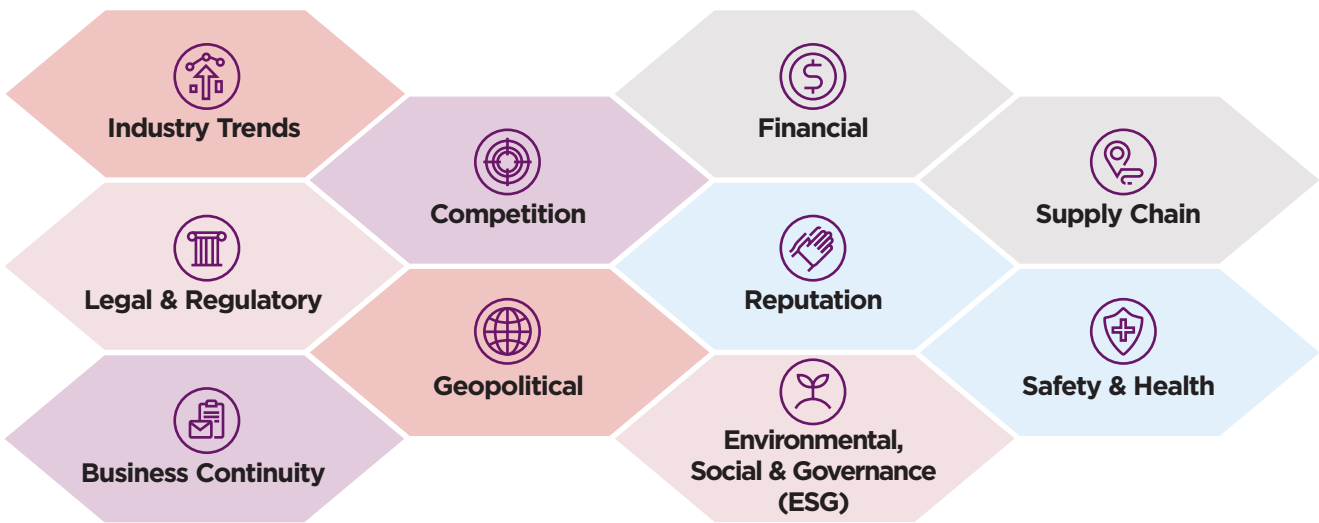 Industry Trends
Financial
Competition
Supply Chain
Legal & Regulatory
Reputation
Geopolitical
Safety & Health
Business Continuity
Environmental,
Social & Governance
(ESG)